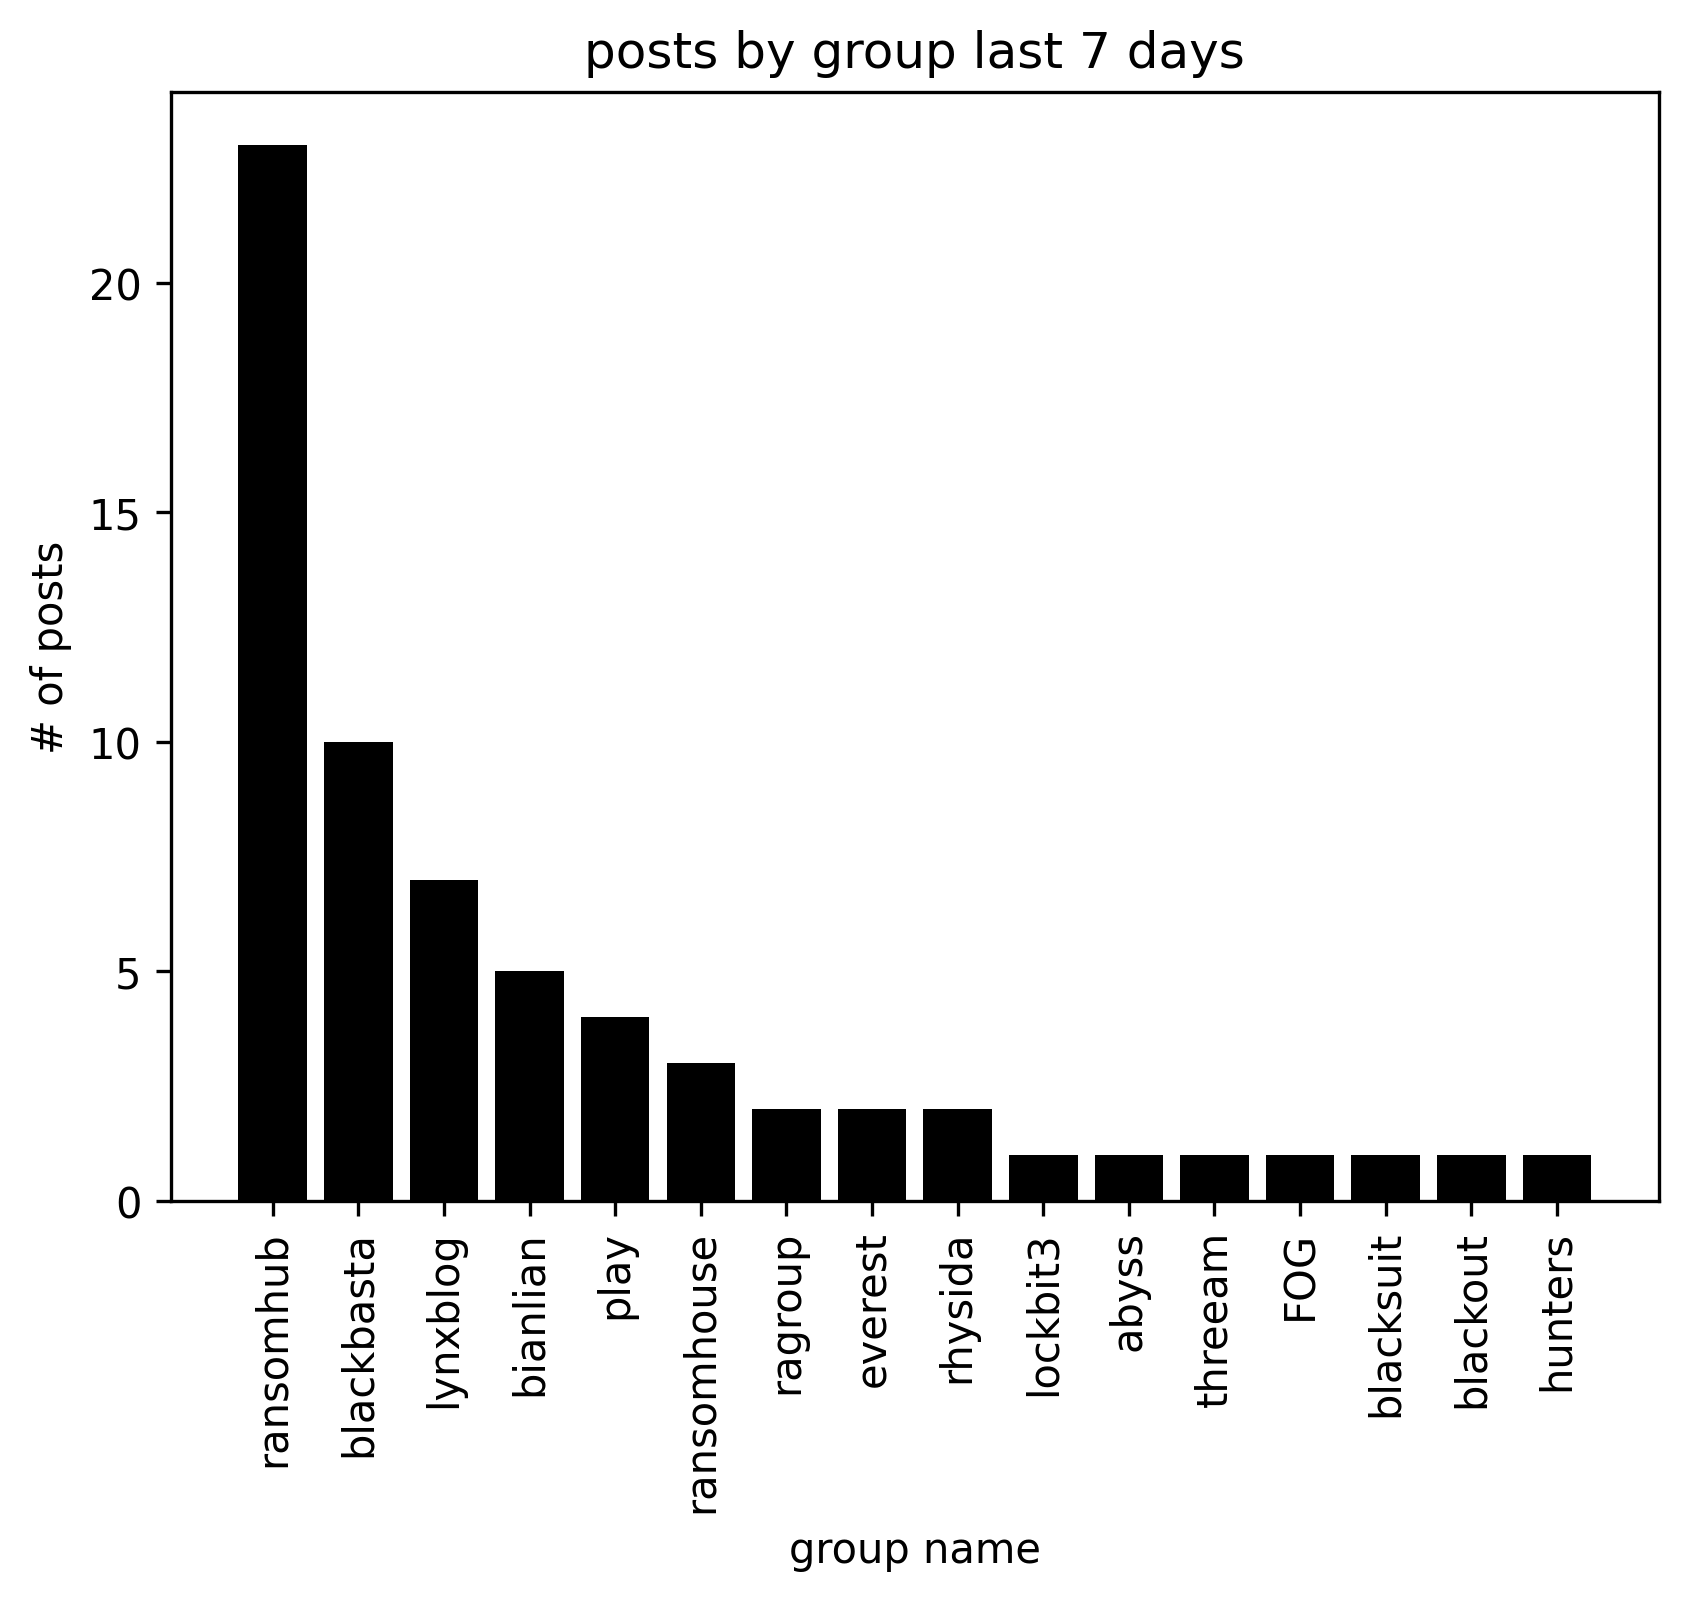 posts by group last 7 days
# of posts
20
15
10
5
0
ransomhub
blackbasta
lynxblog
bianlian
play
ransomhouse
ragroup
everest
rhysida
lockbit3
abyss
threeam
FOG
blacksuit
blackout
hunters
group name